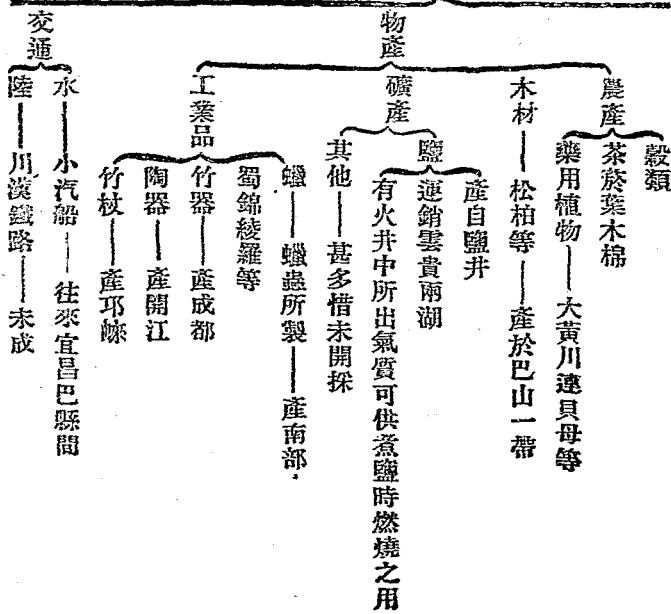 物產
農產
穀類
茶菸葉木棉
藥用植物——大黃川連貝母等
木材——松柏等——產於巴山一帶
礦產
鹽
產自鹽井
運銷雲貴兩湖
有火井中所出氣質可供煮鹽時燃燒之用
其他——甚多惜未開採
工業品
蠟——蠟蟲所製——產南部
蜀錦綾羅等
竹器——產成都
陶器——產開江
竹杖——產邛崍
交通
水——小汽船——往來宜昌巴縣間
陸——川漢鐵路——未成